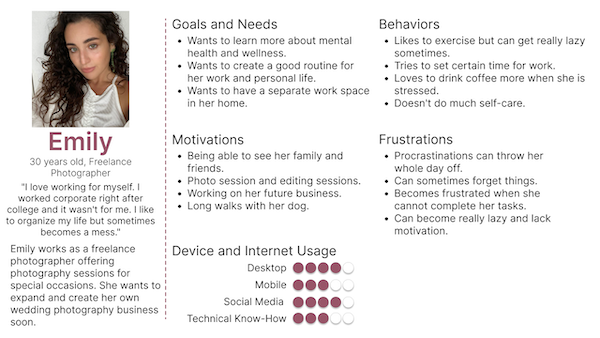 Emily
30 years old, Freelance
Photographer
"I love working for myself. I
worked corporate right after
college and it wasn't for me. I like
to organize my life but sometimes
becomes a mess."
Emily works as a freelance
photographer offering
photography sessions for
special occasions. She wants to
expand and create her own
wedding photography business
soon.
Goals and Needs
• Wants to learn more about mental
health and wellness.
• Wants to create a good routine for
her work and personal life.
• Wants to have a separate work space
in her home.
Motivations
• Being able to see her family and
friends.
• Photo session and editing sessions.
• Working on her future business.
• Long walks with her dog.
Device and Internet Usage
Desktop
Mobile
Social Media
Technical Know-How
Behaviors
• Likes to exercise but can get really lazy
sometimes.
• Tries to set certain time for work.
• Loves to drink coffee more when she is
stressed.
• Doesn't do much self-care.
Frustrations
• Procrastinations can throw her
whole day off.
• Can sometimes forget things.
• Becomes frustrated when she
cannot complete her tasks.
• Can become really lazy and lack
motivation.